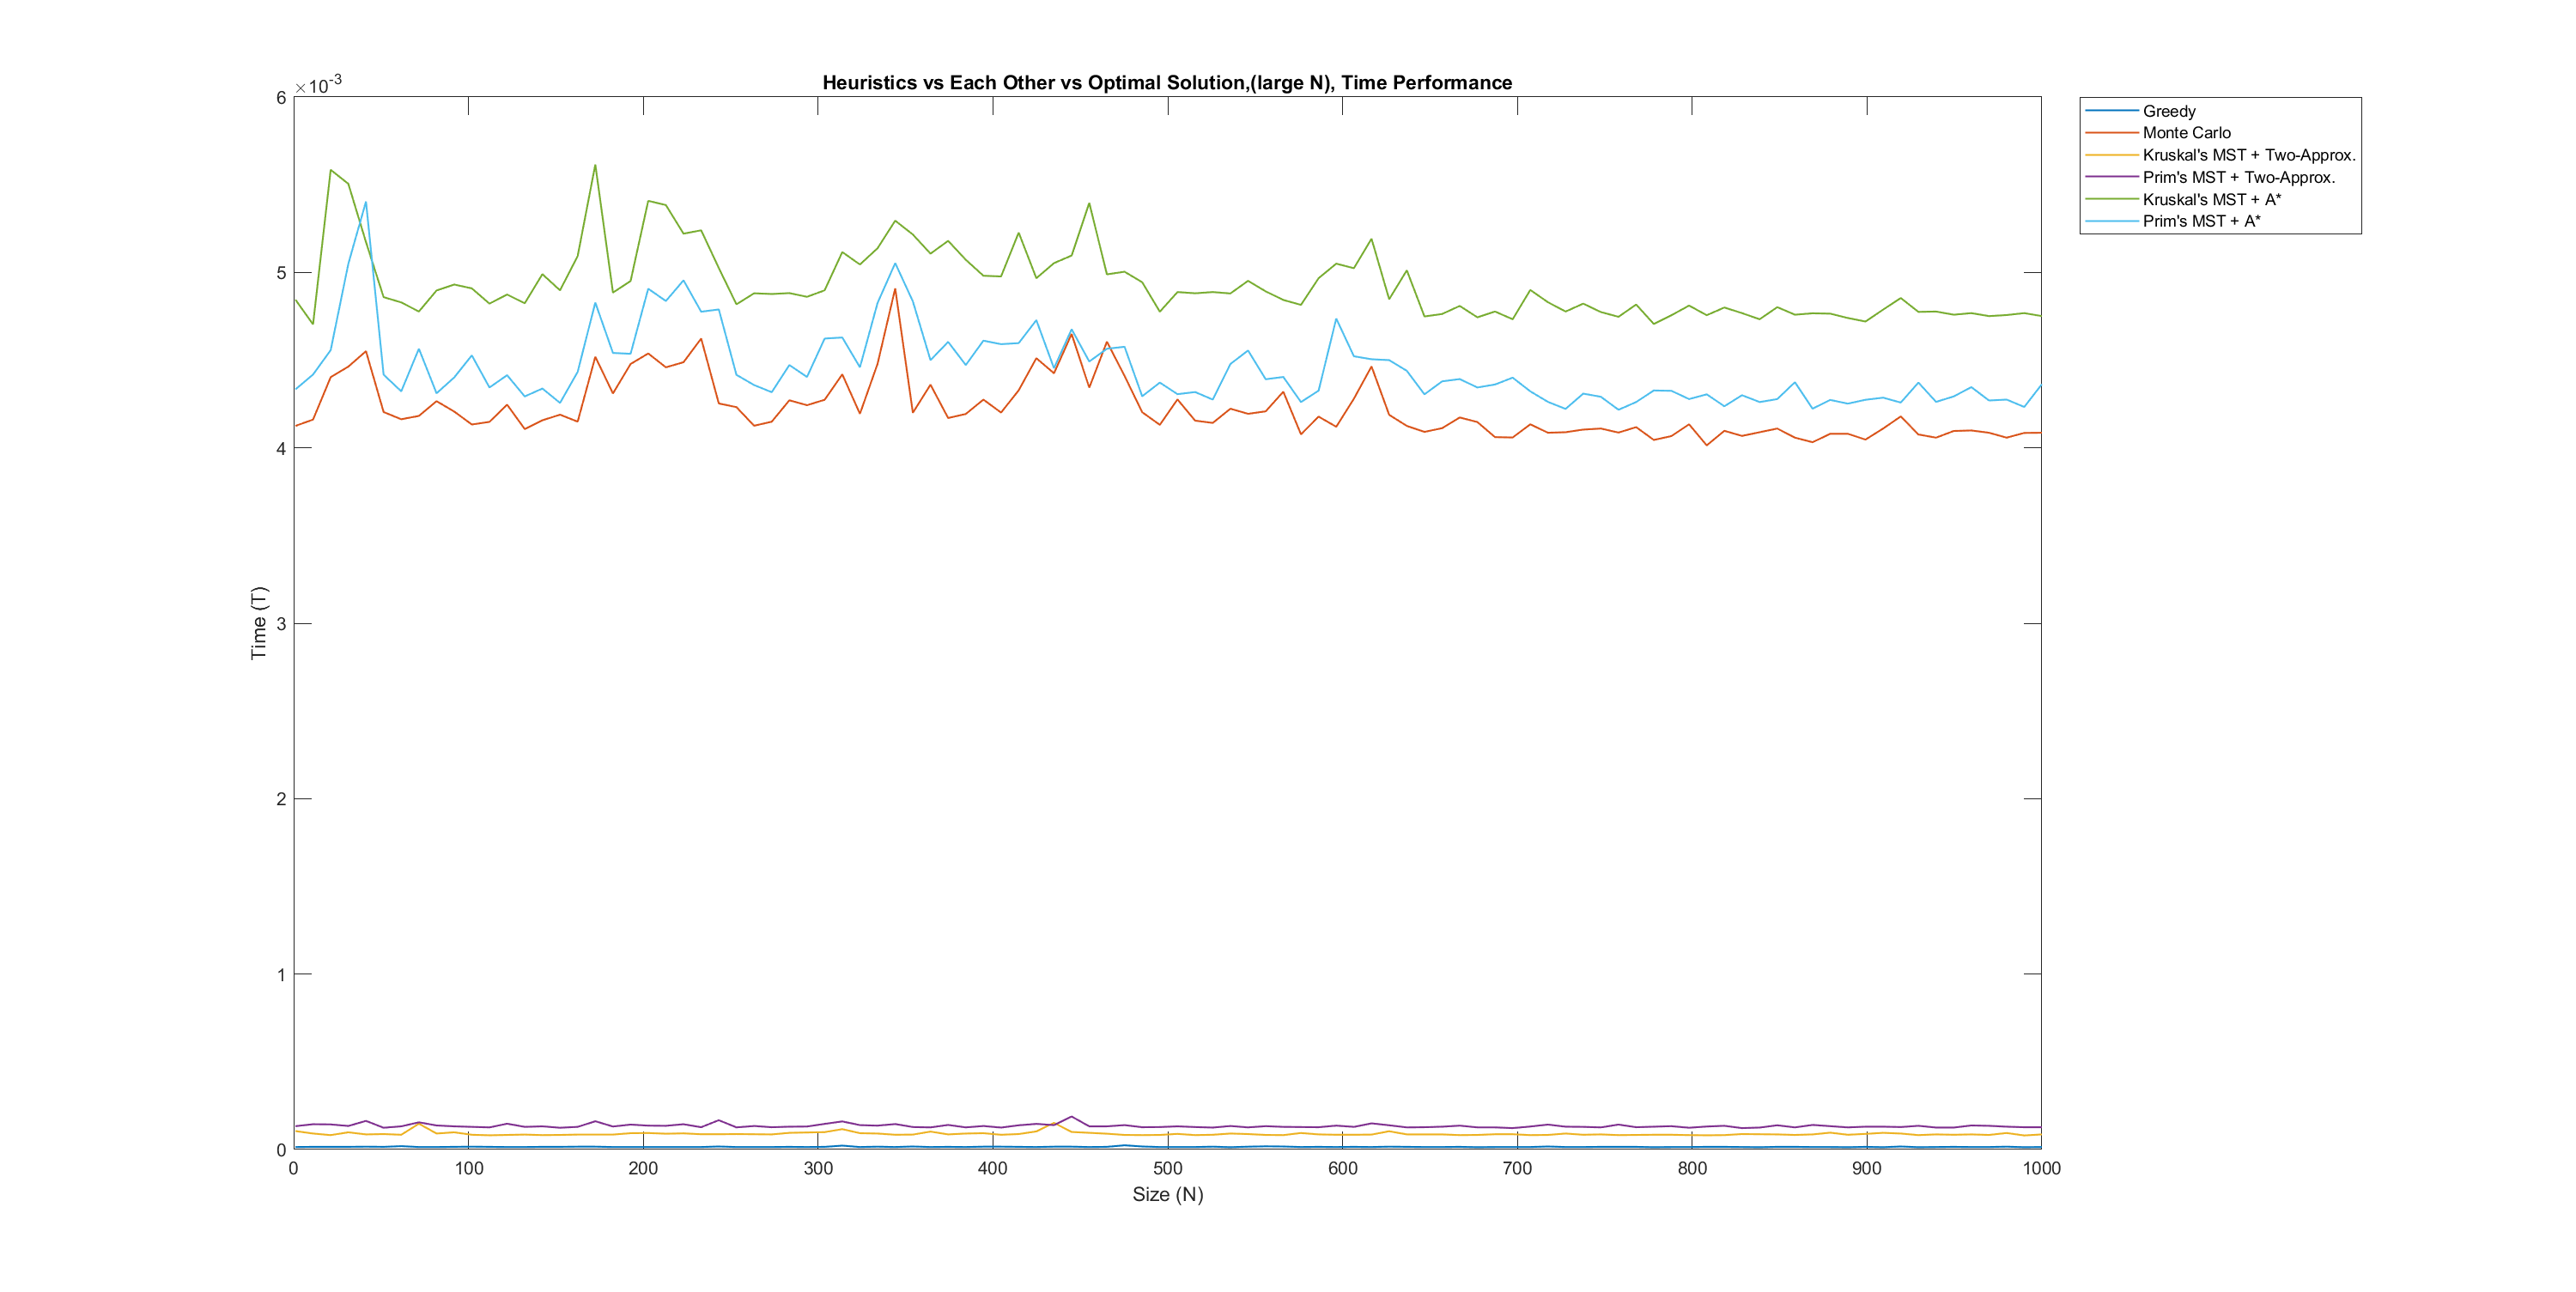 Heuristics vs Each Other vs Optimal Solution,(large N), Time Performance
×10-3
6
5
4
3
2
1
0
Time (T)
0 100 200 300 400 500 600 700 800 900 1000
Size (N)
Greedy
Monte Carlo
Kruskal's MST + Two-Approx.
Prim's MST + Two-Approx.
Kruskal's MST + A*
Prim's MST + A*